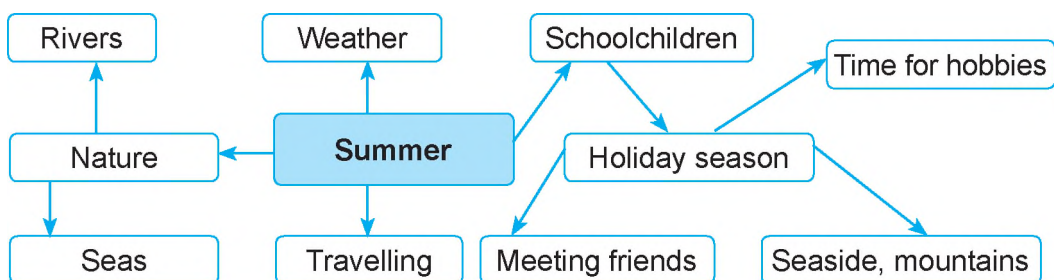 Rivers
Weather
Schoolchildren
Time for hobbies
Nature
Summer
Holiday season
Seas
Travelling
Meeting friends
Seaside, mountains